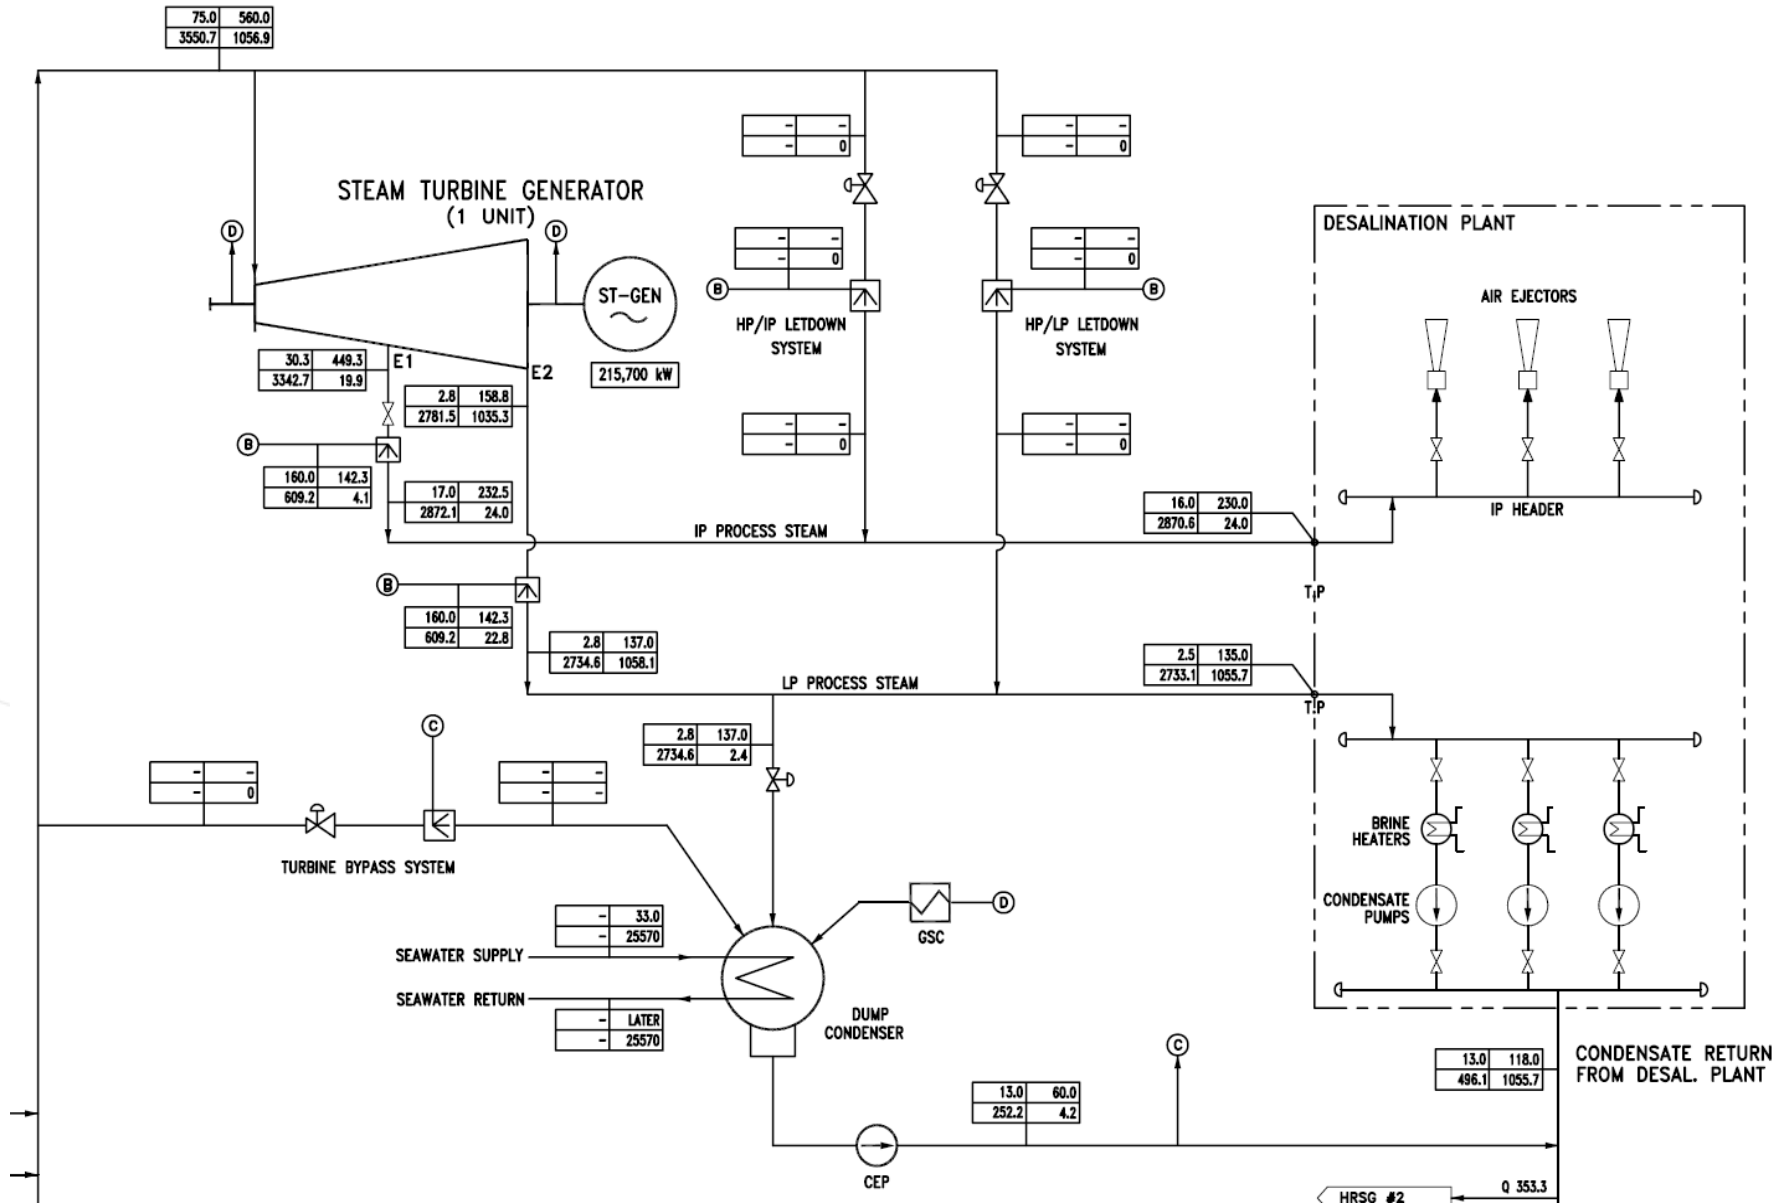 75.0 560.0
3550.7 1056.9
STEAM TURBINE GENERATOR
(1 UNIT)
D
D
ST-GEN
215,700 kW
30.3 449.3
3342.7 19.9
E1
E2
2.8 158.8
2781.5 1035.3
B
160.0 142.3
609.2 4.1
17.0 232.5
2872.1 24.0
- -
- 0
- -
- 0
- -
- 0
- -
- 0
B
B
HP/IP LETDOWN
SYSTEM
HP/LP LETDOWN
SYSTEM
- -
- 0
- -
- 0
IP PROCESS STEAM
16.0 230.0
2870.6 24.0
T.P
DESALINATION PLANT
AIR EJECTORS
IP HEADER
B
160.0 142.3
609.2 22.8
2.8 137.0
2734.6 1058.1
LP PROCESS STEAM
2.5 135.0
2733.1 1055.7
T.P
2.8 137.0
2734.6 2.4
C
- -
- 0
- -
- -
TURBINE BYPASS SYSTEM
BRINE
HEATERS
CONDENSATE
PUMPS
- 33.0
- 25570
SEAWATER SUPPLY
SEAWATER RETURN
- LATER
- 25570
GSC
D
DUMP
CONDENSER
13.0 118.0
496.1 1055.7
CONDENSATE RETURN
FROM DESAL. PLANT
C
13.0 60.0
252.2 4.2
CEP
HRSG #2
Q 353.3